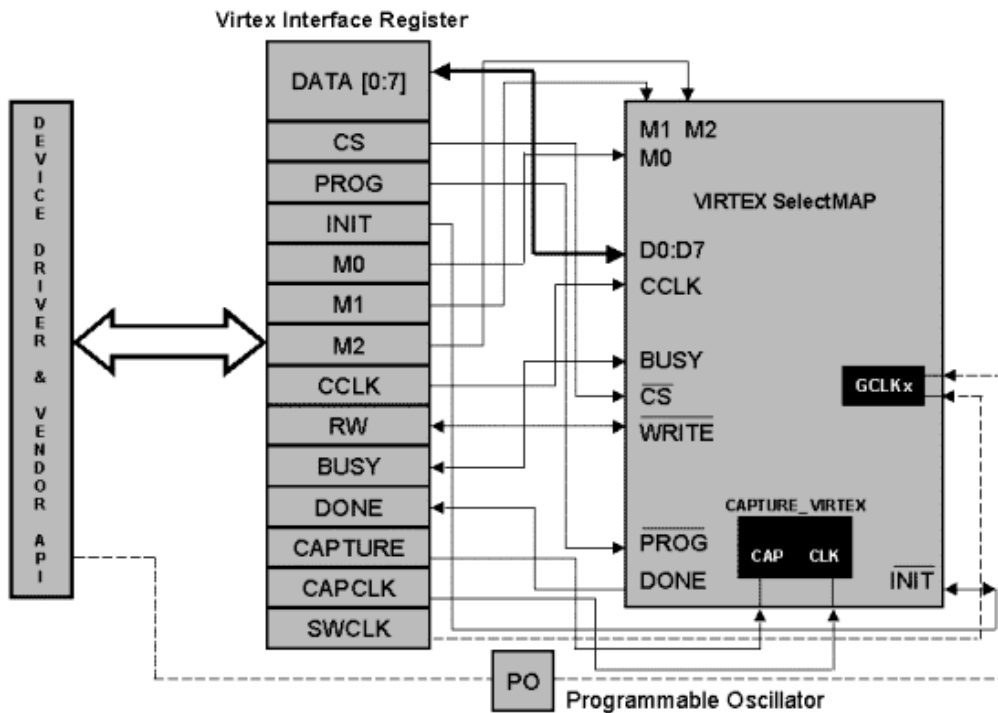 Virtex Interface Register
DEVICE DRIVER & VENDOR API
DATA [0:7]
CS
PROG
INIT
M0
M1
M2
CCLK
RW
BUSY
DONE
CAPTURE
CAPCLK
SWCLK
M1 M2
M0
VIRTEX SelectMAP
D0:D7
CCLK
BUSY
CS
WRITE
GCLKx
CAPTURE_VIRTEX
CAP CLK
PROG
DONE
INIT
PO
Programmable Oscillator